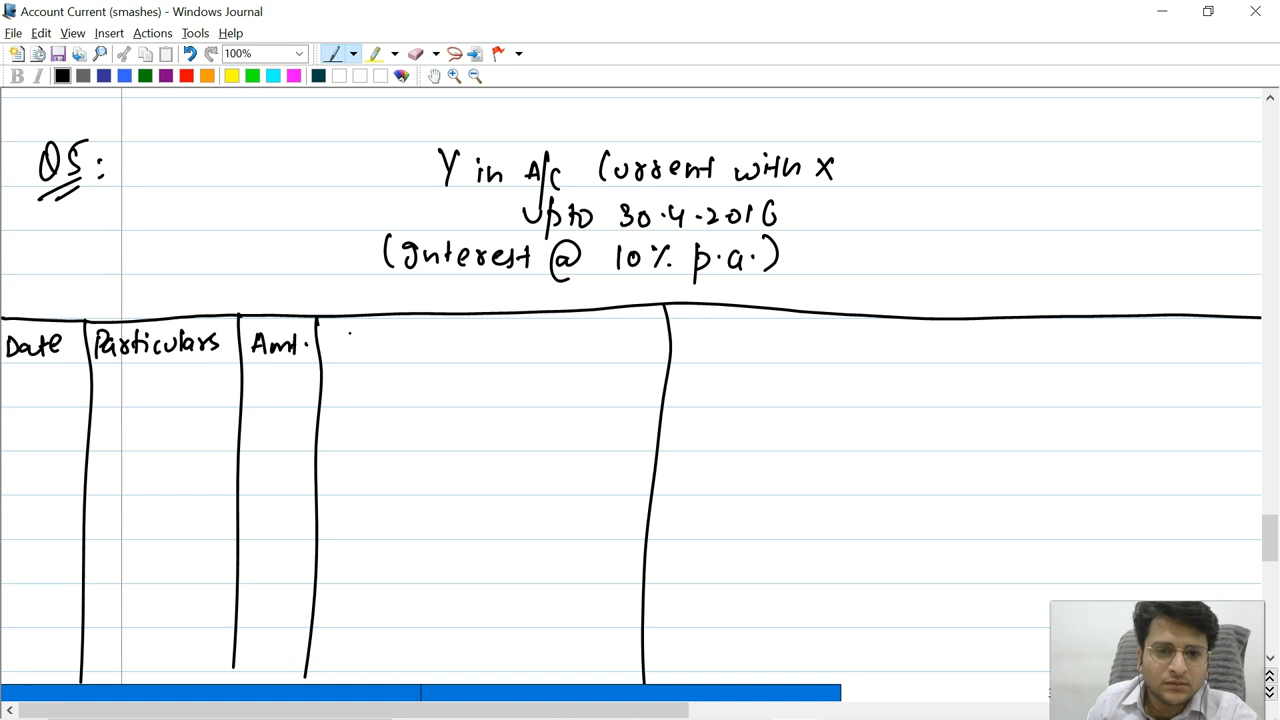 Account Current (smashes) - Windows Journal
File Edit View Insert Actions Tools Help
100%
B I
Q5:
Y in A/C Current with X
upto 30.4.2016
(Interest @ 10% p.a.)
Date Particulars Amt.